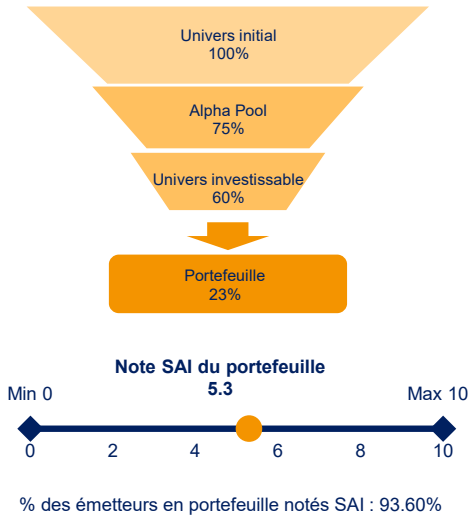 Univers initial
100%
Alpha Pool
75%
Univers investissable
60%
Portefeuille
23%
Note SAI du portefeuille
5.3
Min 0
Max 10
0 2 4 6 8 10
% des émetteurs en portefeuille notés SAI : 93.60%